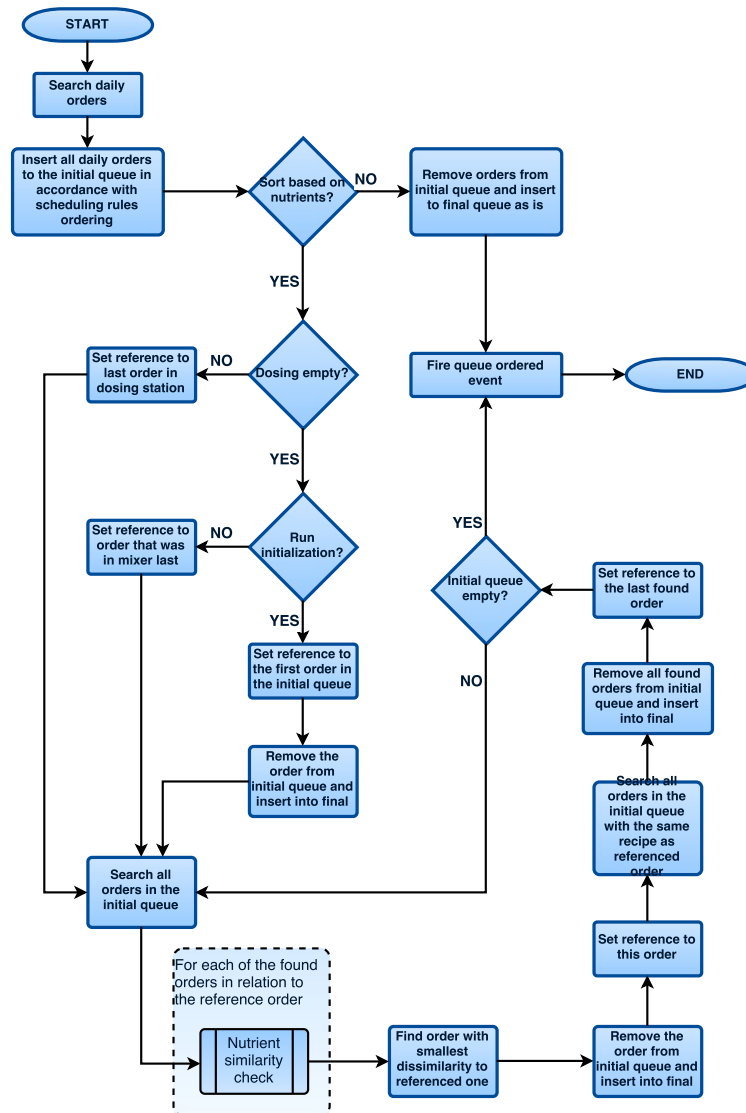 START
Search daily
orders
Insert all daily orders
to the initial queue in
accordance with
scheduling rules
ordering
Sort based on
nutrients?
NO
Remove orders from
initial queue and insert
to final queue as is
YES
Set reference to
last order in
dosing station
NO
Dosing empty?
Fire queue ordered
event
END
YES
Set reference to
order that was
in mixer last
NO
Run
initialization?
YES
Initial queue
empty?
Set reference to
the last found
order
YES
Set reference to
the first order in
the initial queue
NO
Remove all found
orders from initial
queue and insert
into final
Remove the
order from
initial queue and
insert into final
Search all
orders in the
initial queue
with the same
recipe as
referenced
order
Search all
orders in the
initial queue
Set reference to
this order
For each of the found
orders in relation to
the reference order
Nutrient
similarity
check
Find order with
smallest
dissimilarity to
referenced one
Remove the
order from
initial queue and
insert into final